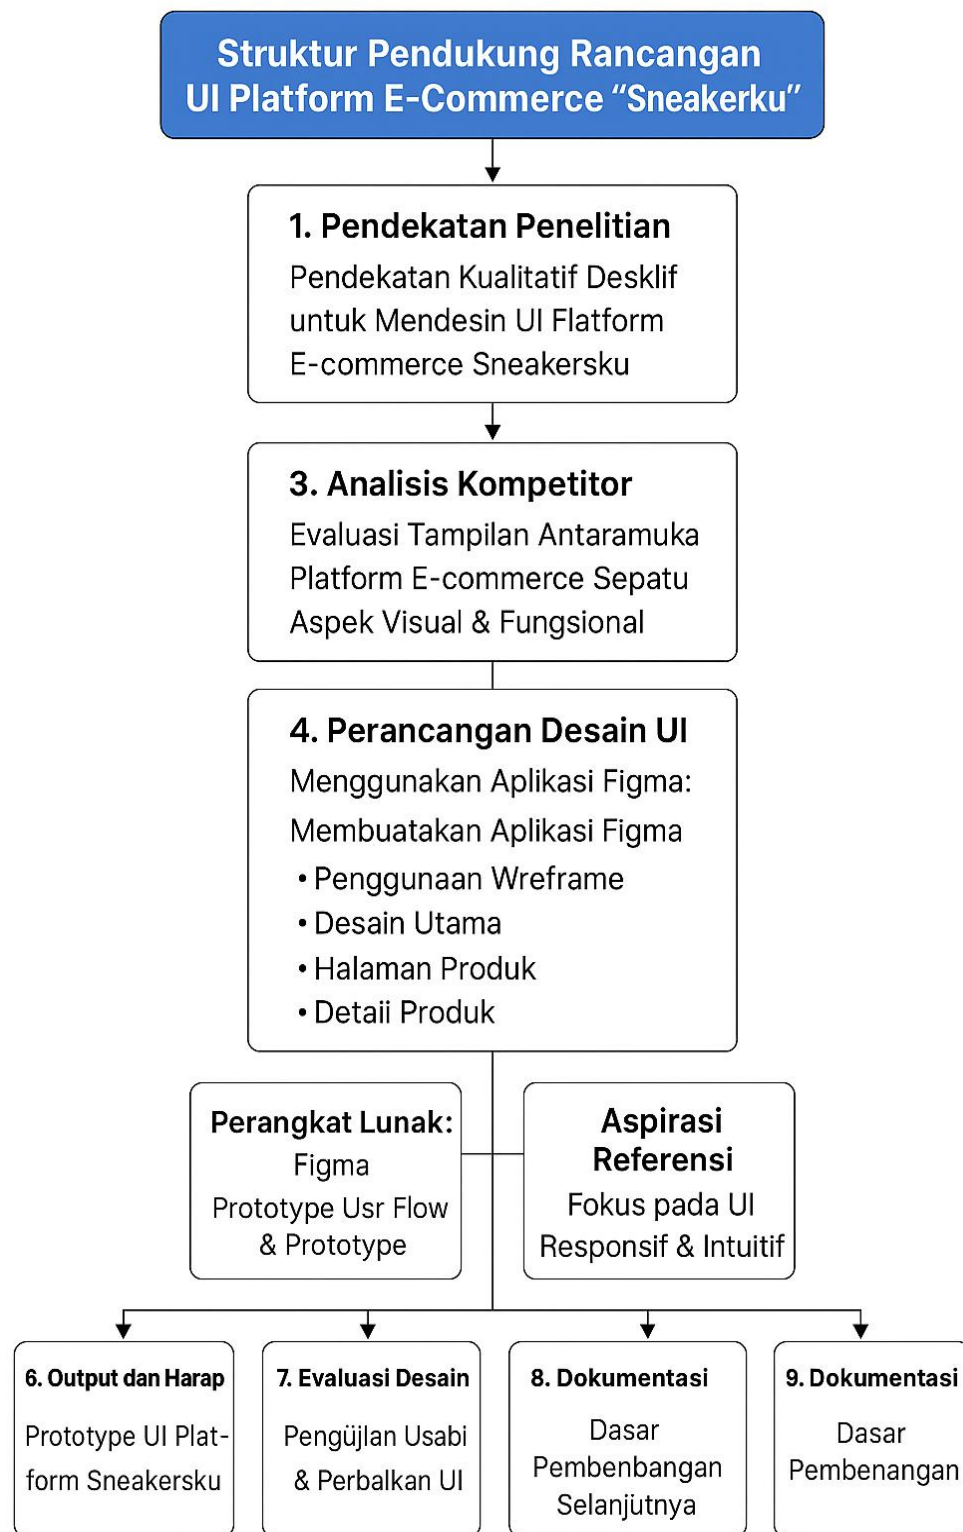 Struktur Pendukung Rancangan
UI Platform E-Commerce “Sneakerku”
1. Pendekatan Penelitian
Pendekatan Kualitatif Desklif
untuk Mendesin UI Flatform
E-commerce Sneakersku
3. Analisis Kompetitor
Evaluasi Tampilan Antaramuka
Platform E-commerce Sepatu
Aspek Visual & Fungsional
4. Perancangan Desain UI
Menggunakan Aplikasi Figma:
Membuatakan Aplikasi Figma
• Penggunaan Wreframe
• Desain Utama
• Halaman Produk
• Detaii Produk
Perangkat Lunak:
Figma
Prototype Usr Flow
& Prototype
Aspirasi
Referensi
Fokus pada UI
Responsif & Intuitif
6. Output dan Harap
Prototype UI Plat-
form Sneakersku
7. Evaluasi Desain
Pengüjlan Usabi
& Perbalkan UI
8. Dokumentasi
Dasar
Pembenbangan
Selanjutnya
9. Dokumentasi
Dasar
Pembenangan